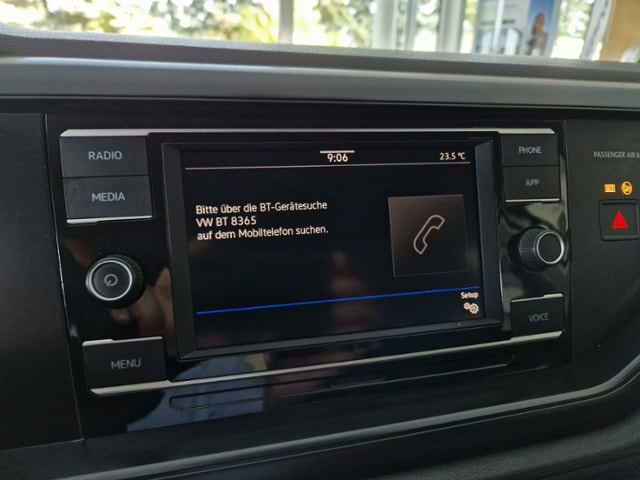 9:06
23.5 °C
RADIO
MEDIA
MENU
Bitte über die BT-Gerätesuche
VW BT 8365
auf dem Mobiltelefon suchen.
Setup
PHONE
APP
VOICE
PASSENGER AIR B